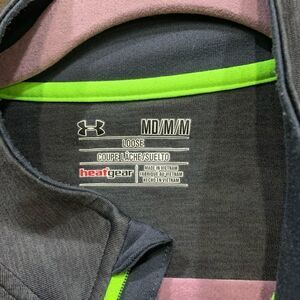 MD/M/M
LOOSE
COUPE LÂCHE/SUELTO
heatgear
MADE IN VIETNAM
FABRIQUÉ AU VIETNAM
HECHO EN VIETNAM